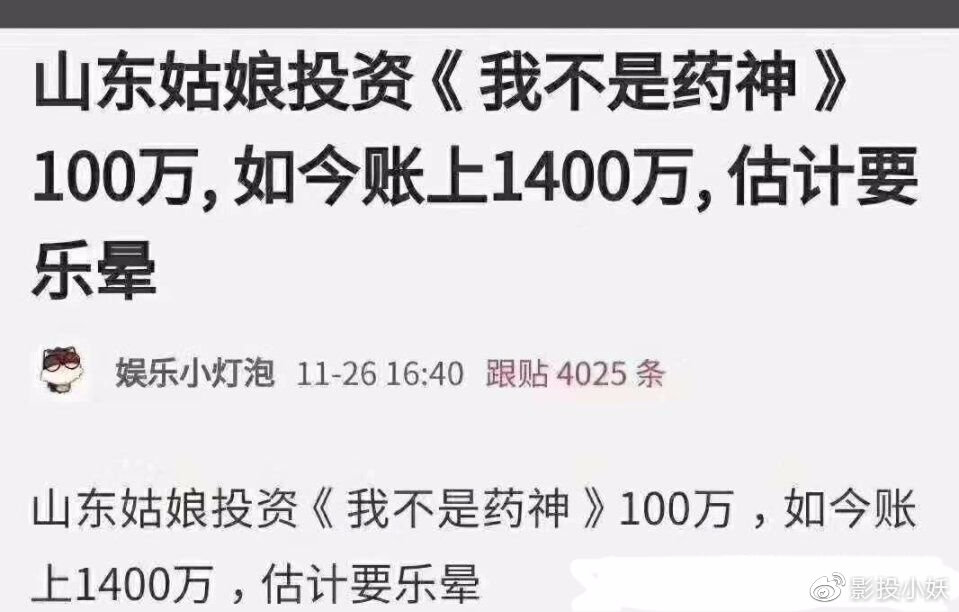 山东姑娘投资《我不是药神》
100万,如今账上1400万,估计要
乐晕
娱乐小灯泡 11-26 16:40 跟贴 4025 条
山东姑娘投资《我不是药神》100万，如今账
上1400万，估计要乐晕
影投小妖